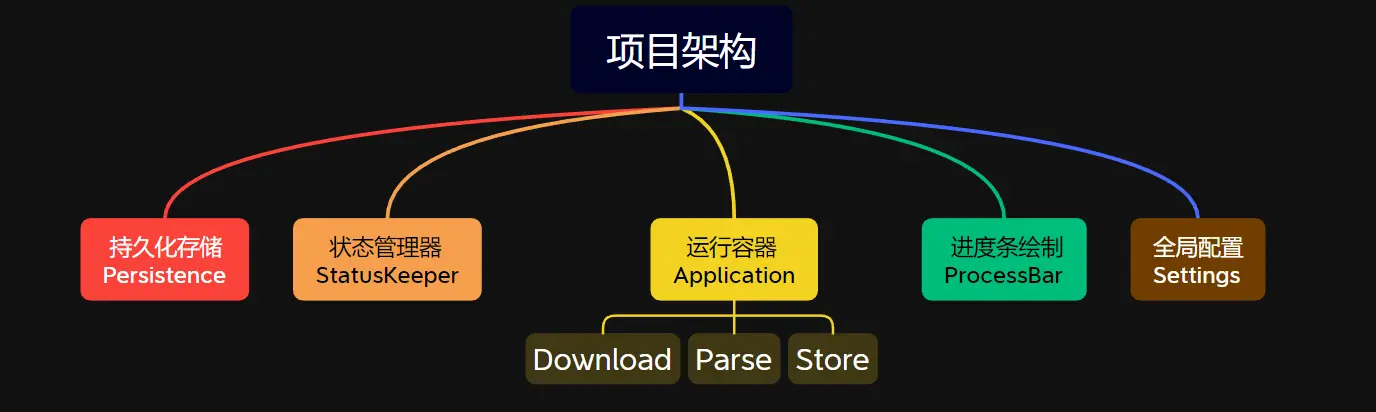 项目架构
持久化存储
Persistence
状态管理器
StatusKeeper
运行容器
Application
进度条绘制
ProcessBar
全局配置
Settings
Download
Parse
Store